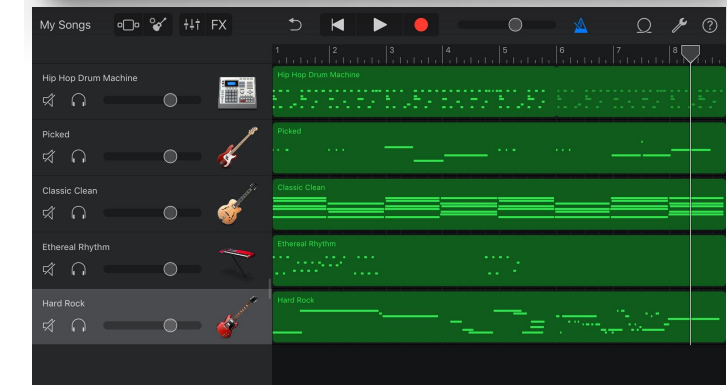 My Songs FX
1 2 3 4 5 6 7 8
Hip Hop Drum Machine
Hip Hop Drum Machine
Picked
Picked
Classic Clean
Classic Clean
Ethereal Rhythm
Ethereal Rhythm
Hard Rock
Hard Rock